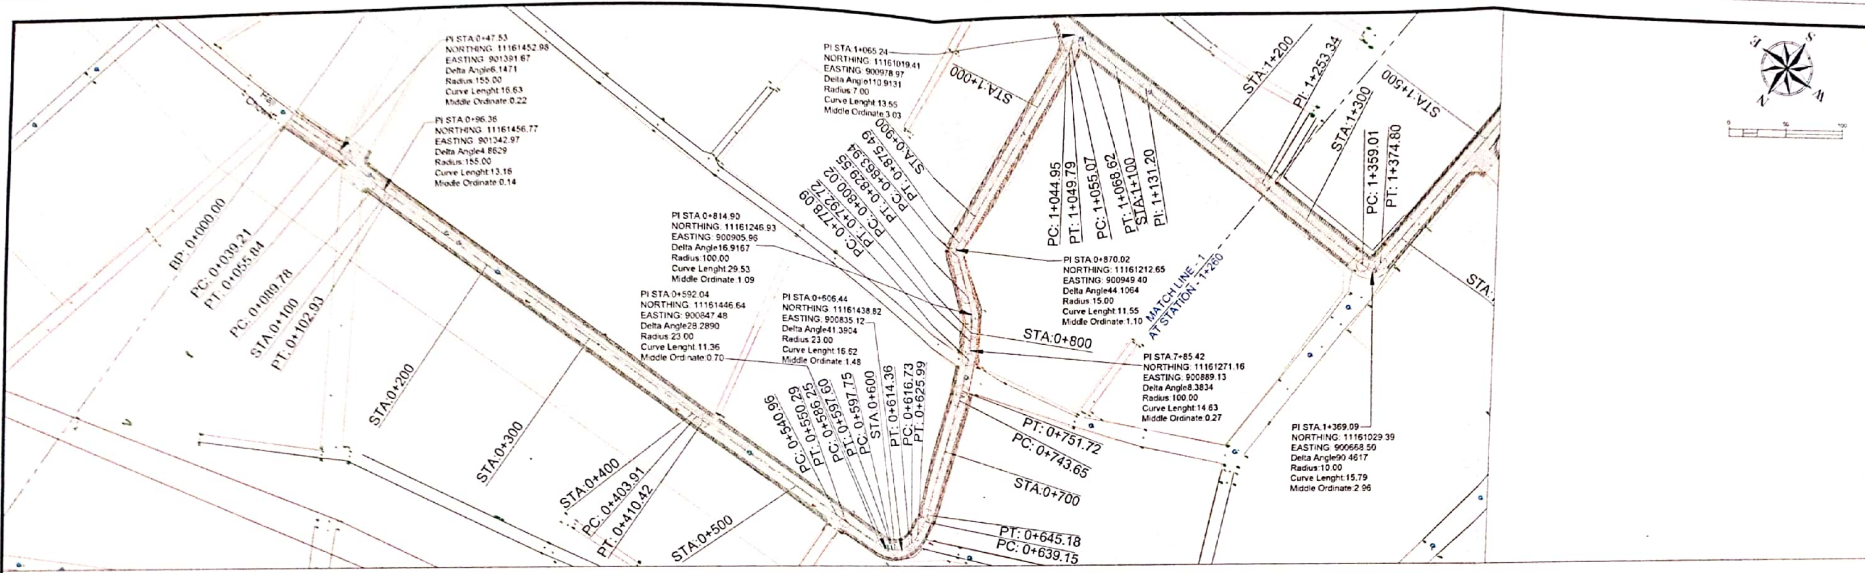 PI STA:0+47.53
NORTHING: 11161452.98
EASTING: 901391.67
Delta Angle6.1471
Radius:155.00
Curve Lenght:16.63
Middle Ordinate:0.22
PI STA:0+96.36
NORTHING: 11161456.77
EASTING: 901342.97
Delta Angle4.8629
Radius:155.00
Curve Lenght:13.16
Middle Ordinate:0.14
BP: 0+000.00
PC: 0+039.21
PT: 0+055.84
PC: 0+089.78
STA:0+100
PT: 0+102.93
STA:0+200
STA:0+300
STA:0+400
PC: 0+403.91
PT: 0+410.42
STA:0+500
PI STA:0+592.04
NORTHING: 11161446.64
EASTING: 900847.48
Delta Angle28.2890
Radius:23.00
Curve Lenght:11.36
Middle Ordinate:0.70
PI STA:0+606.44
NORTHING: 11161438.82
EASTING: 900835.12
Delta Angle41.3904
Radius:23.00
Curve Lenght:16.62
Middle Ordinate:1.48
PC: 0+540.96
PT: 0+550.29
PC: 0+586.25
PT: 0+597.60
PC: 0+597.75
STA:0+600
PT: 0+614.36
PC: 0+616.73
PT: 0+625.99
PT: 0+645.18
PC: 0+639.15
STA:0+700
PT: 0+751.72
PC: 0+743.65
PI STA:0+814.90
NORTHING: 11161246.93
EASTING: 900905.96
Delta Angle16.9167
Radius:100.00
Curve Lenght:29.53
Middle Ordinate:1.09
PC: 0+778.09
PT: 0+792.72
PC: 0+800.02
PT: 0+829.55
PC: 0+863.94
PT: 0+875.49
STA:0+900
STA:0+800
PI STA:7+85.42
NORTHING: 11161271.16
EASTING: 900889.13
Delta Angle8.3834
Radius:100.00
Curve Lenght:14.63
Middle Ordinate:0.27
PI STA:0+870.02
NORTHING: 11161212.65
EASTING: 900949.40
Delta Angle44.1064
Radius:15.00
Curve Lenght:11.55
Middle Ordinate:1.10
PI STA:1+065.24
NORTHING: 11161019.41
EASTING: 900978.97
Delta Angle110.9131
Radius:7.00
Curve Lenght:13.55
Middle Ordinate:3.03
STA:1+000
PC: 1+044.95
PT: 1+049.79
PC: 1+055.07
PT: 1+068.62
STA:1+100
PI: 1+131.20
STA:1+200
PI: 1+253.34
MATCH LINE - 1
AT STATION - 1+260
STA:1+300
PC: 1+359.01
PT: 1+374.80
STA:1+500
STA:
PI STA:1+369.09
NORTHING: 11161029.39
EASTING: 900668.50
Delta Angle90.4617
Radius:10.00
Curve Lenght:15.79
Middle Ordinate:2.96
S
E
W
N
0
50
100